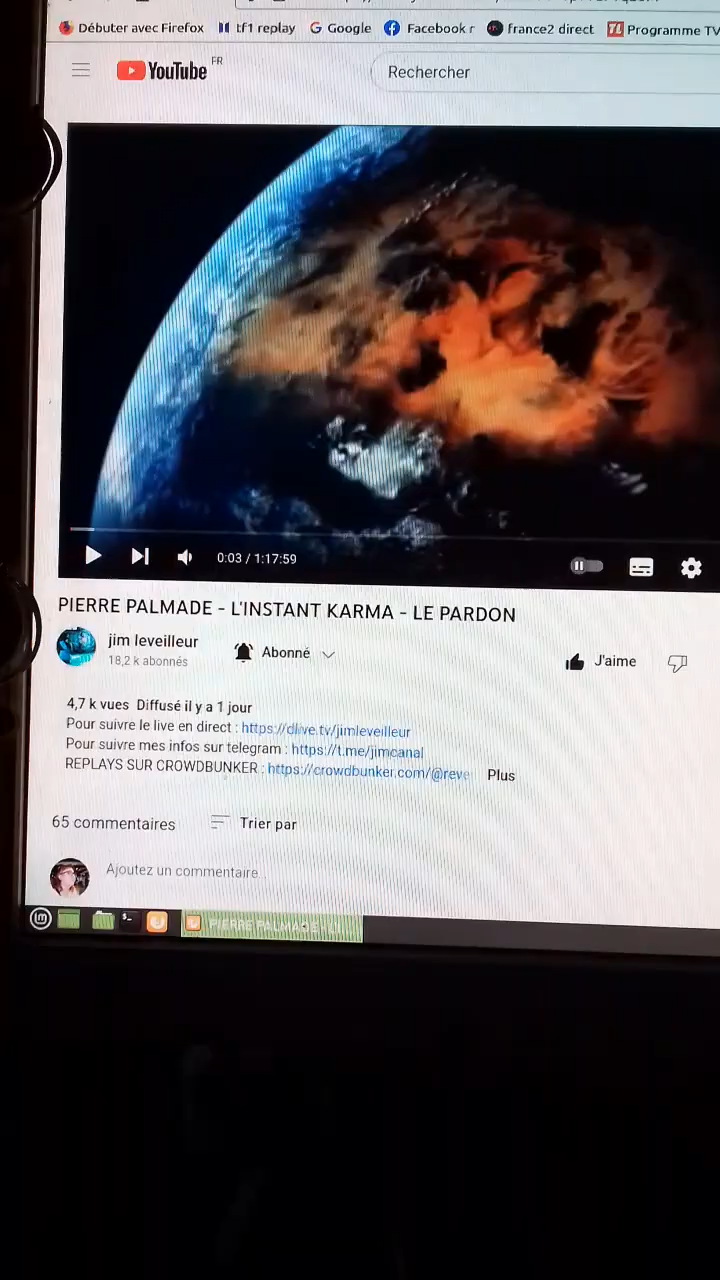 Débuter avec Firefox tf1 replay Google Facebook r france2 direct Programme TV
YouTube FR
Rechercher
0:03 / 1:17:59
PIERRE PALMADE - L'INSTANT KARMA - LE PARDON
jim leveilleur
18,2 k abonnés
Abonné
J'aime
4,7 k vues Diffusé il y a 1 jour
Pour suivre le live en direct : https://dlive.tv/jimleveilleur
Pour suivre mes infos sur telegram : https://t.me/jimcanal
REPLAYS SUR CROWDBUNKER : https://crowdbunker.com/@reve Plus
65 commentaires Trier par
Ajoutez un commentaire...
PIERRE PALMADE - L'I